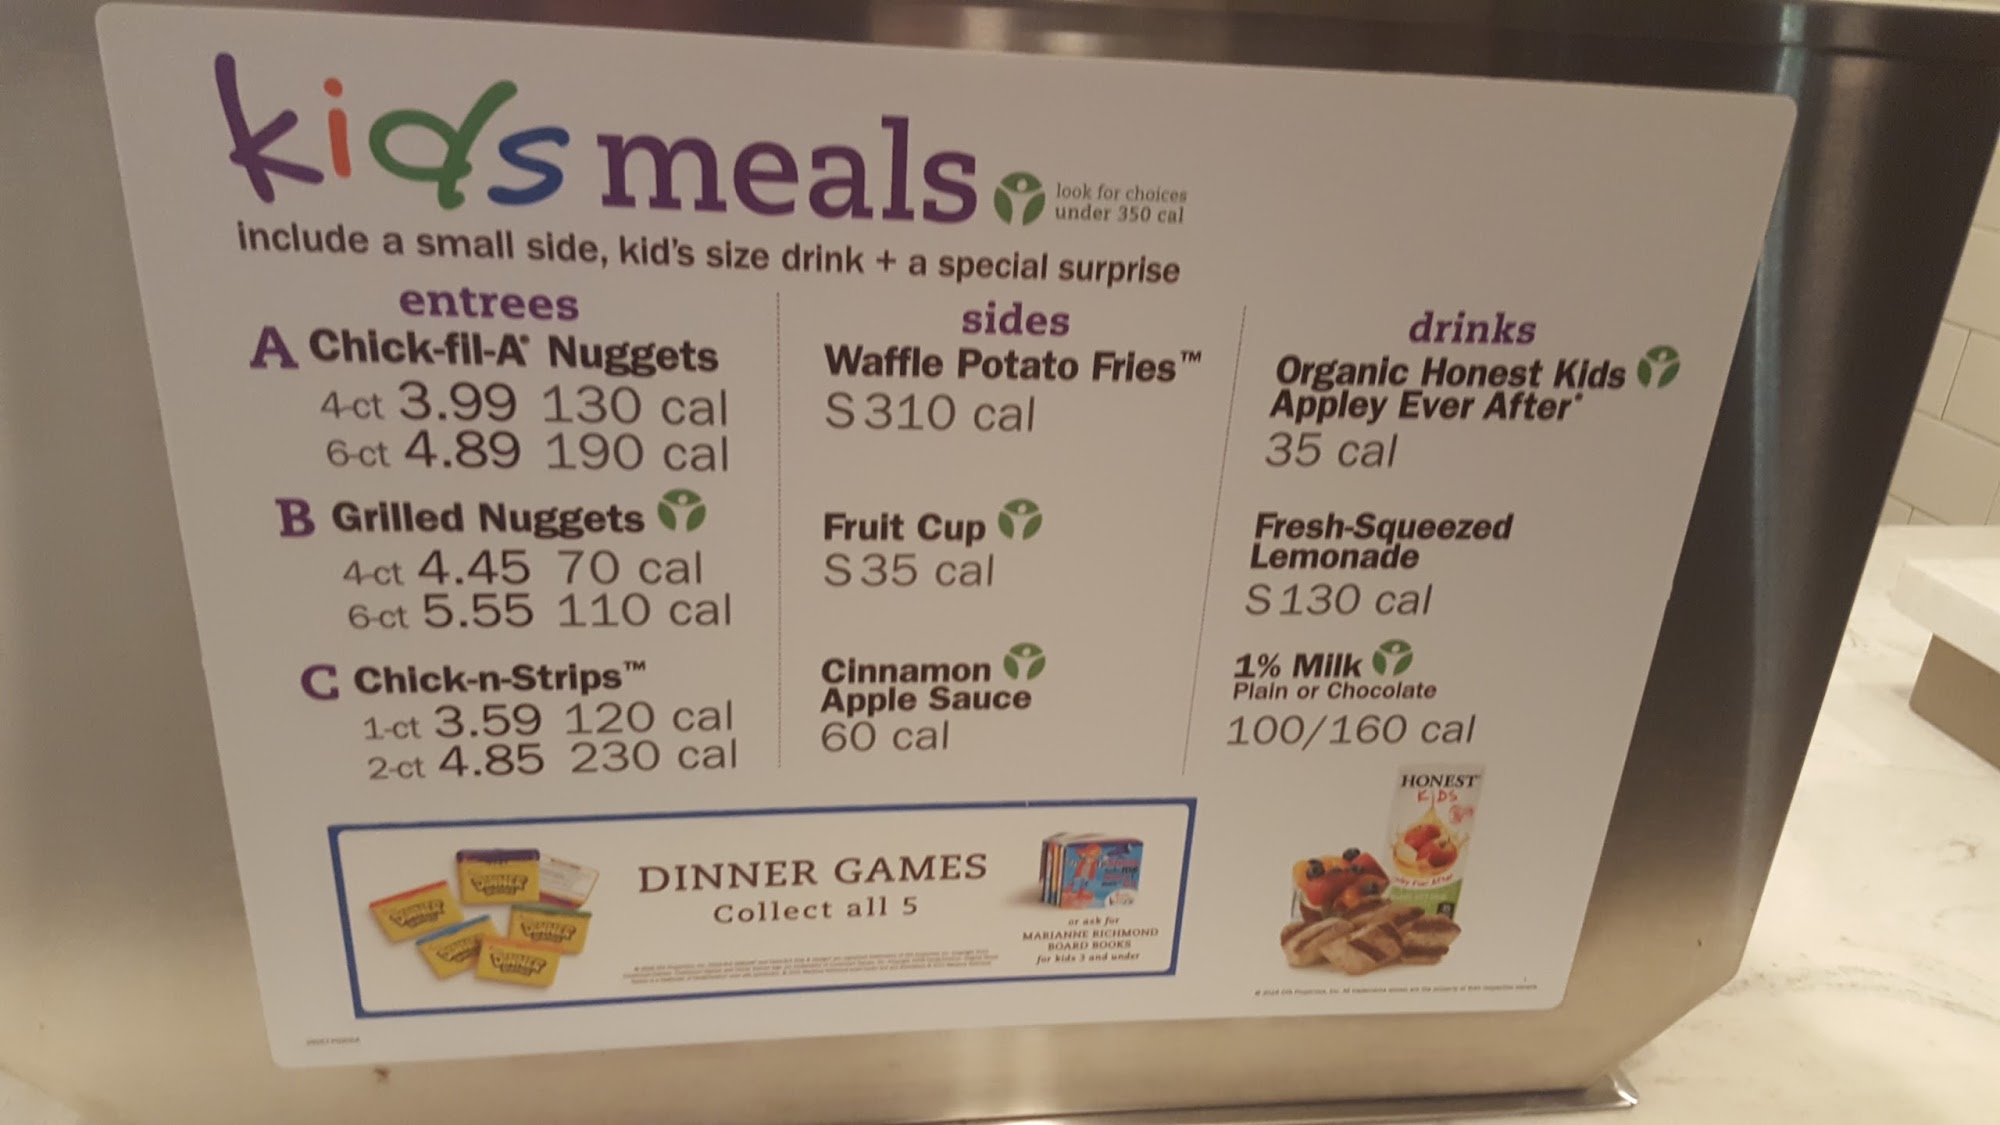 kids meals
look for choices
under 350 cal
include a small side, kid's size drink + a special surprise
entrees
A Chick-fil-A® Nuggets
4-ct 3.99 130 cal
6-ct 4.89 190 cal
B Grilled Nuggets
4-ct 4.45 70 cal
6-ct 5.55 110 cal
C Chick-n-Strips™
1-ct 3.59 120 cal
2-ct 4.85 230 cal
sides
Waffle Potato Fries™
S 310 cal
Fruit Cup
S 35 cal
Cinnamon
Apple Sauce
60 cal
drinks
Organic Honest Kids
Appley Ever After®
35 cal
Fresh-Squeezed
Lemonade
S 130 cal
1% Milk
Plain or Chocolate
100/160 cal
DINNER GAMES
Collect all 5
or ask for
MARIANNE RICHMOND
BOARD BOOKS
for kids 3 and under
DINNER
DINNER
DINNER
DINNER
DINNER
HONEST
KIDS